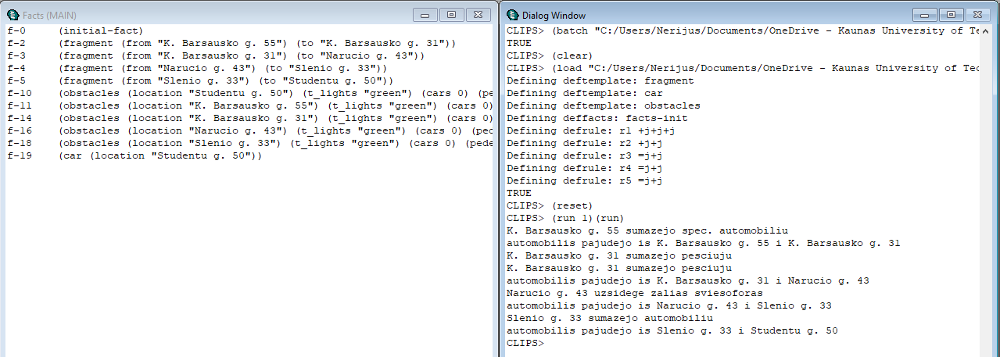 Facts (MAIN)
f-0 (initial-fact)
f-2 (fragment (from "K. Barsausko g. 55") (to "K. Barsausko g. 31"))
f-3 (fragment (from "K. Barsausko g. 31") (to "Narucio g. 43"))
f-4 (fragment (from "Narucio g. 43") (to "Slenio g. 33"))
f-5 (fragment (from "Slenio g. 33") (to "Studentu g. 50"))
f-10 (obstacles (location "Studentu g. 50") (t_lights "green") (cars 0) (pe
f-11 (obstacles (location "K. Barsausko g. 55") (t_lights "green") (cars 0)
f-14 (obstacles (location "K. Barsausko g. 31") (t_lights "green") (cars 0)
f-16 (obstacles (location "Narucio g. 43") (t_lights "green") (cars 0) (ped
f-18 (obstacles (location "Slenio g. 33") (t_lights "green") (cars 0) (pede
f-19 (car (location "Studentu g. 50"))
Dialog Window
CLIPS> (batch "C:/Users/Nerijus/Documents/OneDrive - Kaunas University of Te
TRUE
CLIPS> (clear)
CLIPS> (load "C:/Users/Nerijus/Documents/OneDrive - Kaunas University of Tec
Defining deftemplate: fragment
Defining deftemplate: car
Defining deftemplate: obstacles
Defining deffacts: facts-init
Defining defrule: r1 +j+j+j
Defining defrule: r2 +j+j
Defining defrule: r3 =j+j
Defining defrule: r4 =j+j
Defining defrule: r5 =j+j
TRUE
CLIPS> (reset)
CLIPS> (run 1)(run)
K. Barsausko g. 55 sumazejo spec. automobiliu
automobilis pajudejo is K. Barsausko g. 55 i K. Barsausko g. 31
K. Barsausko g. 31 sumazejo pesciuju
K. Barsausko g. 31 sumazejo pesciuju
automobilis pajudejo is K. Barsausko g. 31 i Narucio g. 43
Narucio g. 43 uzsidege zalias sviesoforas
automobilis pajudejo is Narucio g. 43 i Slenio g. 33
Slenio g. 33 sumazejo automobiliu
automobilis pajudejo is Slenio g. 33 i Studentu g. 50
CLIPS>